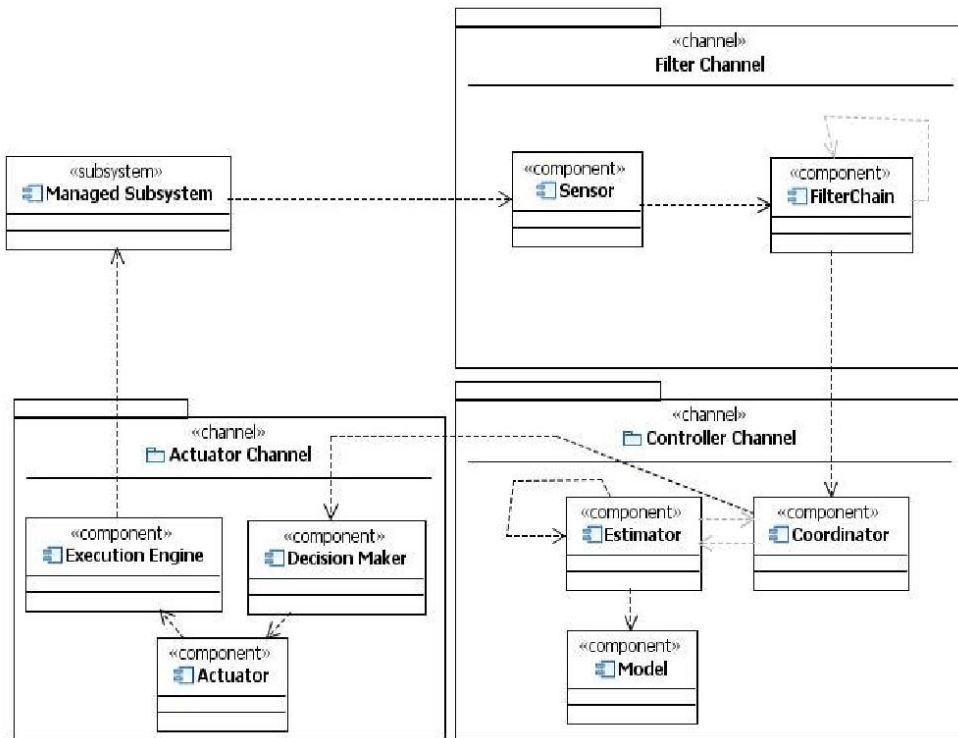 «channel»
Filter Channel
«subsystem»
Managed Subsystem
«component»
Sensor
«component»
FilterChain
«channel»
Actuator Channel
«component»
Execution Engine
«component»
Decision Maker
«component»
Actuator
«channel»
Controller Channel
«component»
Estimator
«component»
Coordinator
«component»
Model